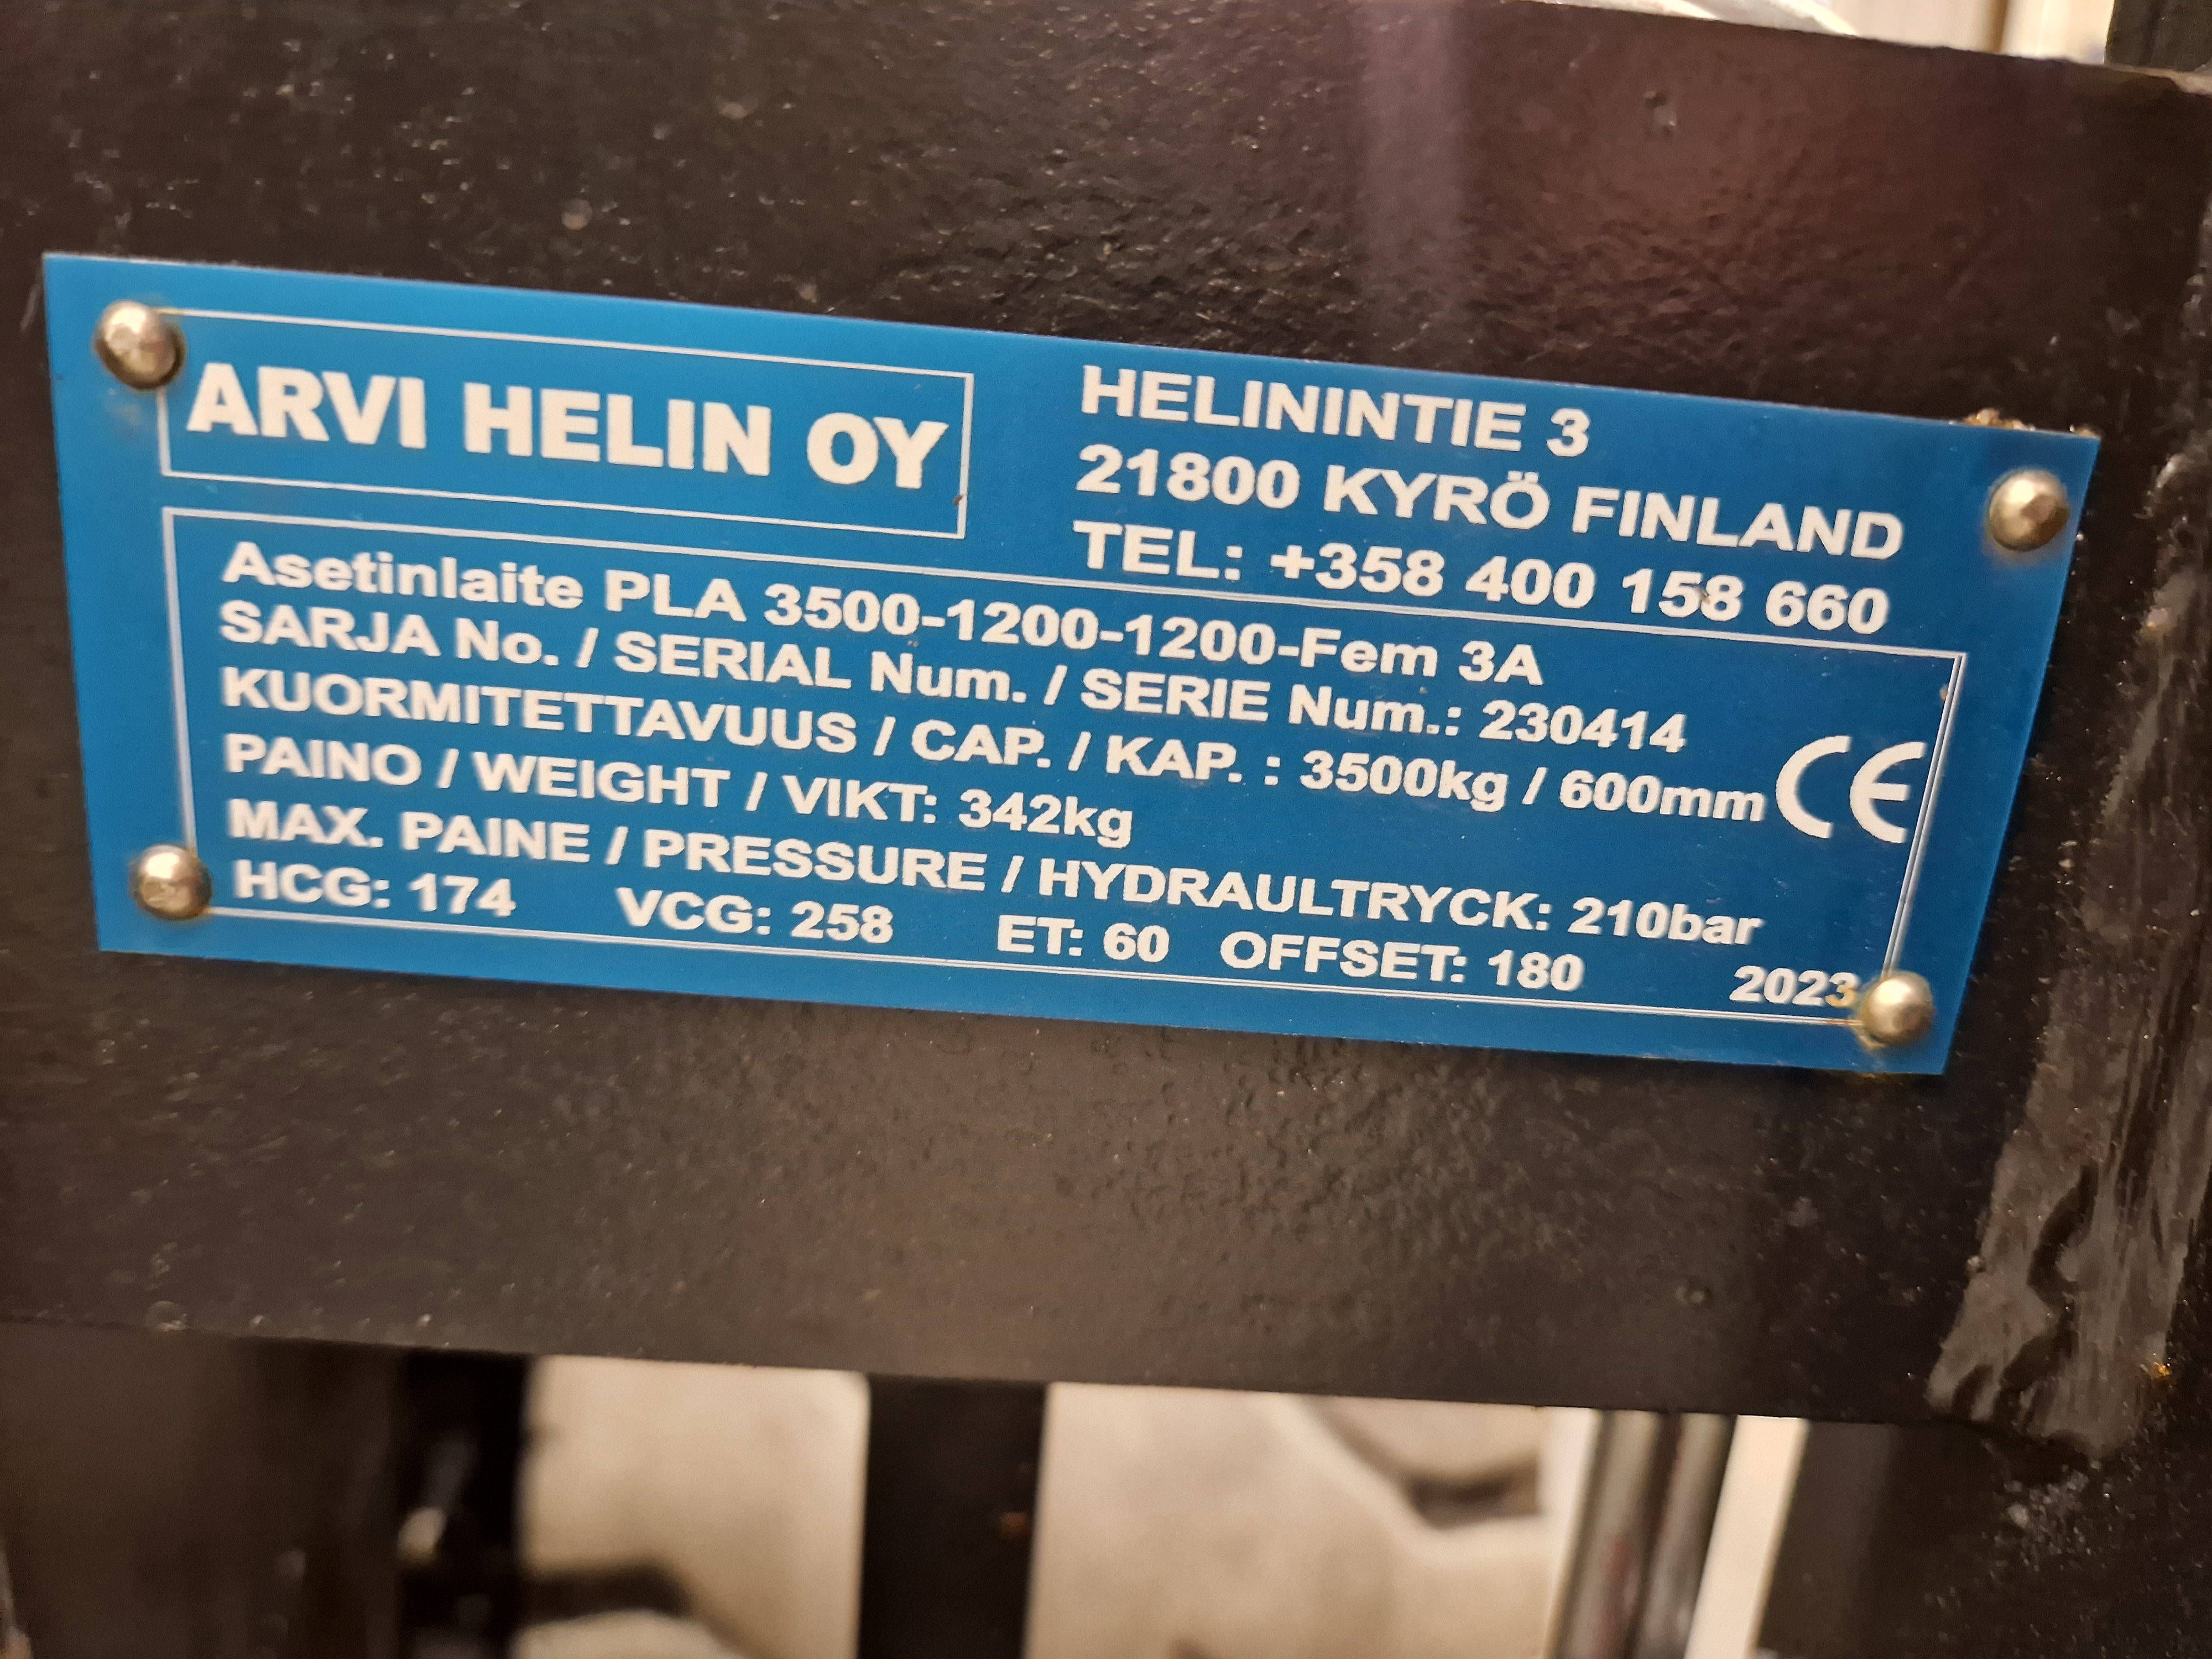 ARVI HELIN OY
HELININTIE 3
21800 KYRÖ FINLAND
TEL: +358 400 158 660
Asetinlaite PLA 3500-1200-1200-Fem 3A
SARJA No. / SERIAL Num. / SERIE Num.: 230414
KUORMITETTAVUUS / CAP. / KAP. : 3500kg / 600mm
CE
PAINO / WEIGHT / VIKT: 342kg
MAX. PAINE / PRESSURE / HYDRAULTRYCK: 210bar
HCG: 174 VCG: 258 ET: 60 OFFSET: 180 2023